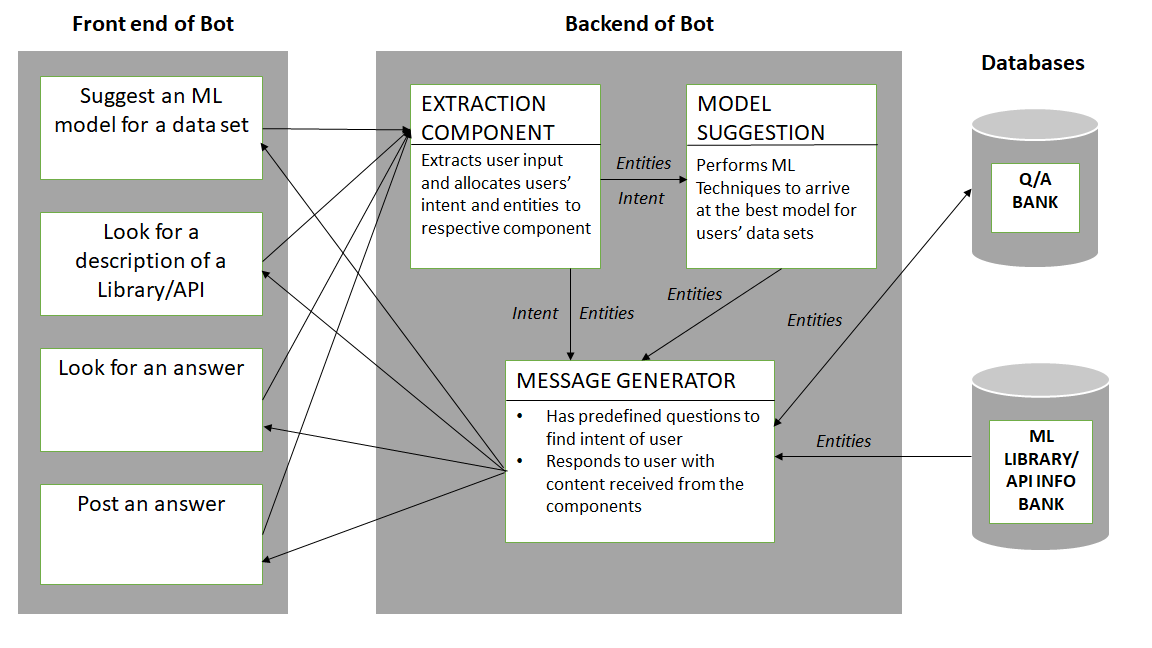 Front end of Bot
Backend of Bot
Databases
Suggest an ML
model for a data set
Look for a
description of a
Library/API
Look for an answer
Post an answer
EXTRACTION
COMPONENT
Extracts user input
and allocates users'
intent and entities to
respective component
Entities
Intent
MODEL
SUGGESTION
Performs ML
Techniques to arrive
at the best model for
users' data sets
Intent
Entities
Entities
Entities
Entities
MESSAGE GENERATOR
• Has predefined questions to
find intent of user
• Responds to user with
content received from the
components
Q/A
BANK
ML
LIBRARY/
API INFO
BANK